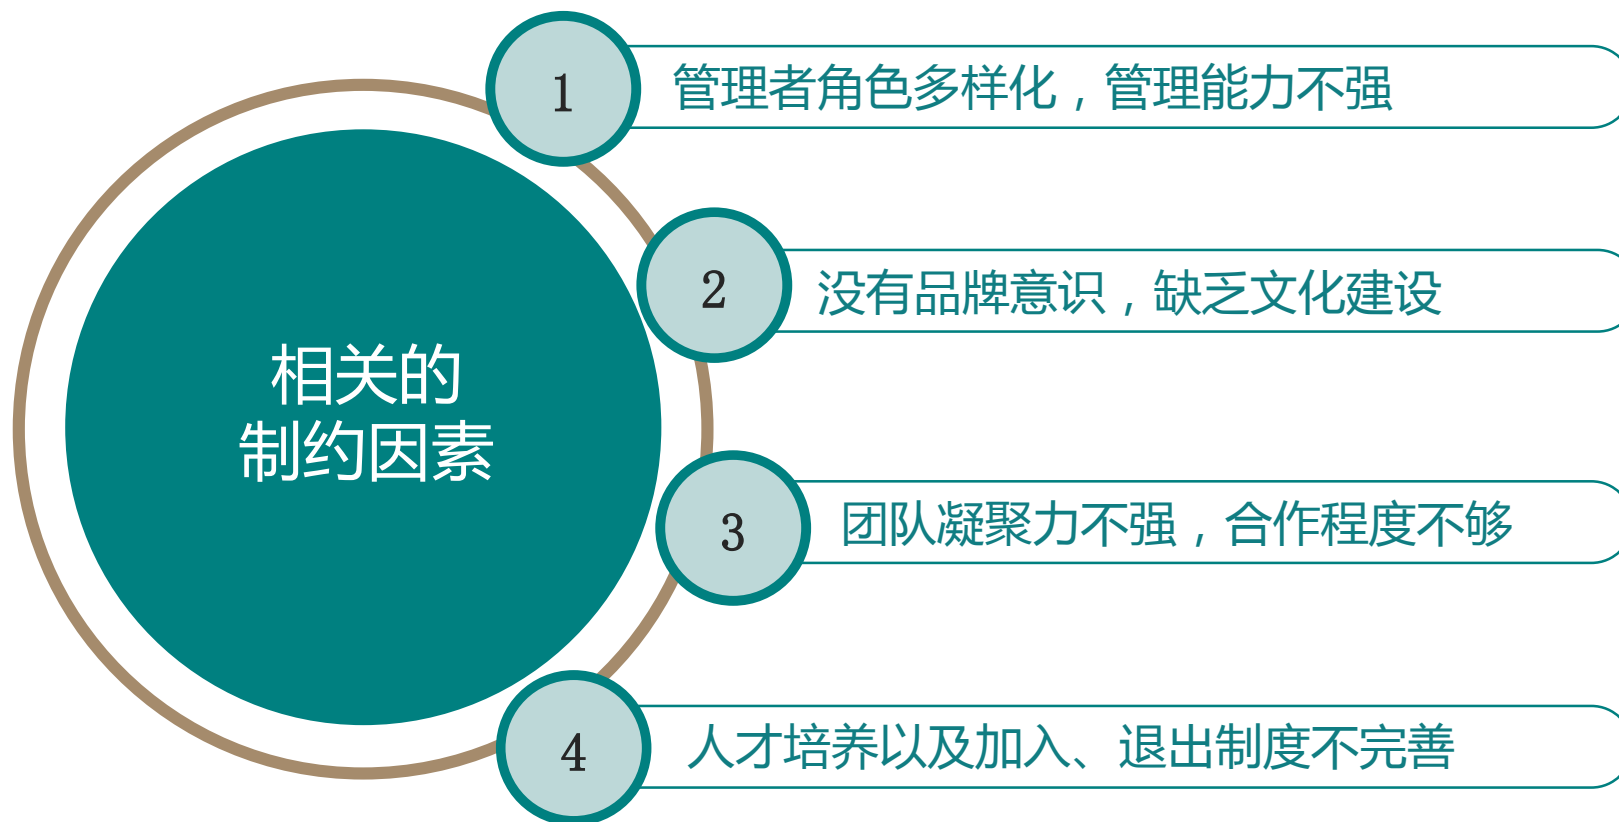 相关的
制约因素
1
管理者角色多样化，管理能力不强
2
没有品牌意识，缺乏文化建设
3
团队凝聚力不强，合作程度不够
4
人才培养以及加入、退出制度不完善